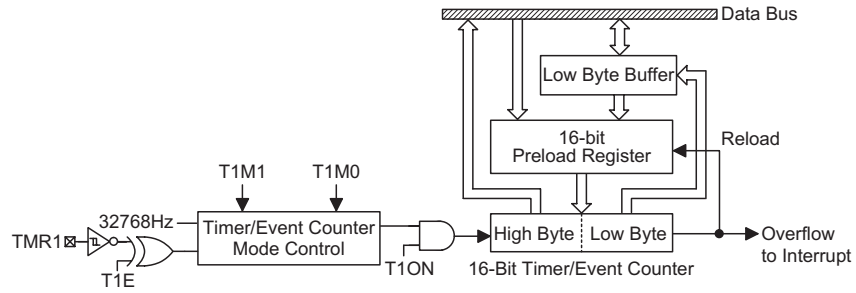 Data Bus
Low Byte Buffer
16-bit
Preload Register
Reload
T1M1
T1M0
32768Hz
TMR1
Timer/Event Counter
Mode Control
T1E
T1ON
High Byte
Low Byte
Overflow
to Interrupt
16-Bit Timer/Event Counter